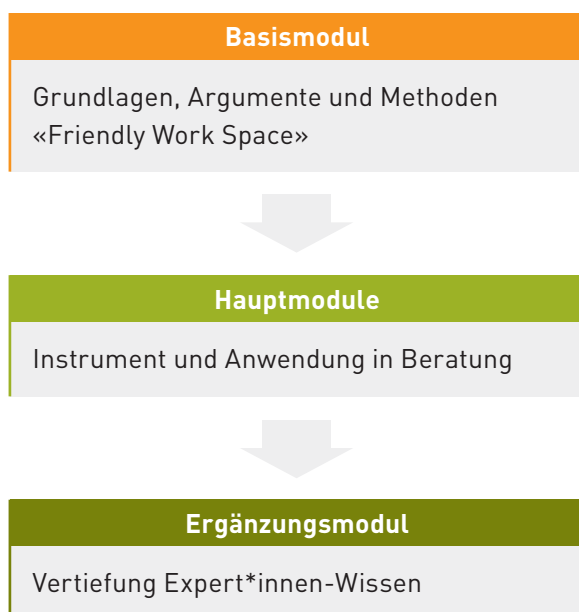 Basismodul
Grundlagen, Argumente und Methoden
«Friendly Work Space»
Hauptmodule
Instrument und Anwendung in Beratung
Ergänzungsmodul
Vertiefung Expert*innen-Wissen